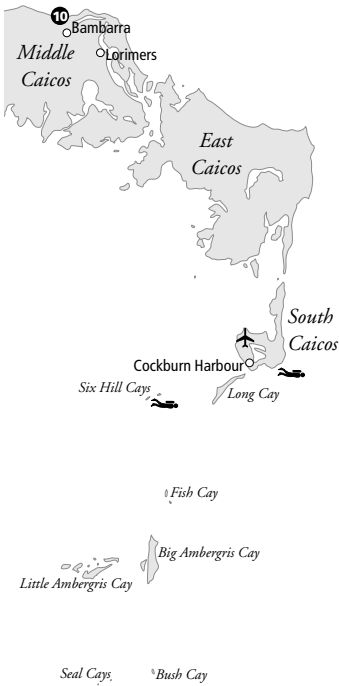 10
Bambarra
Middle
Caicos
Lorimers
East
Caicos
South
Caicos
Cockburn Harbour
Six Hill Cays
Long Cay
Fish Cay
Big Ambergris Cay
Little Ambergris Cay
Seal Cays
Bush Cay